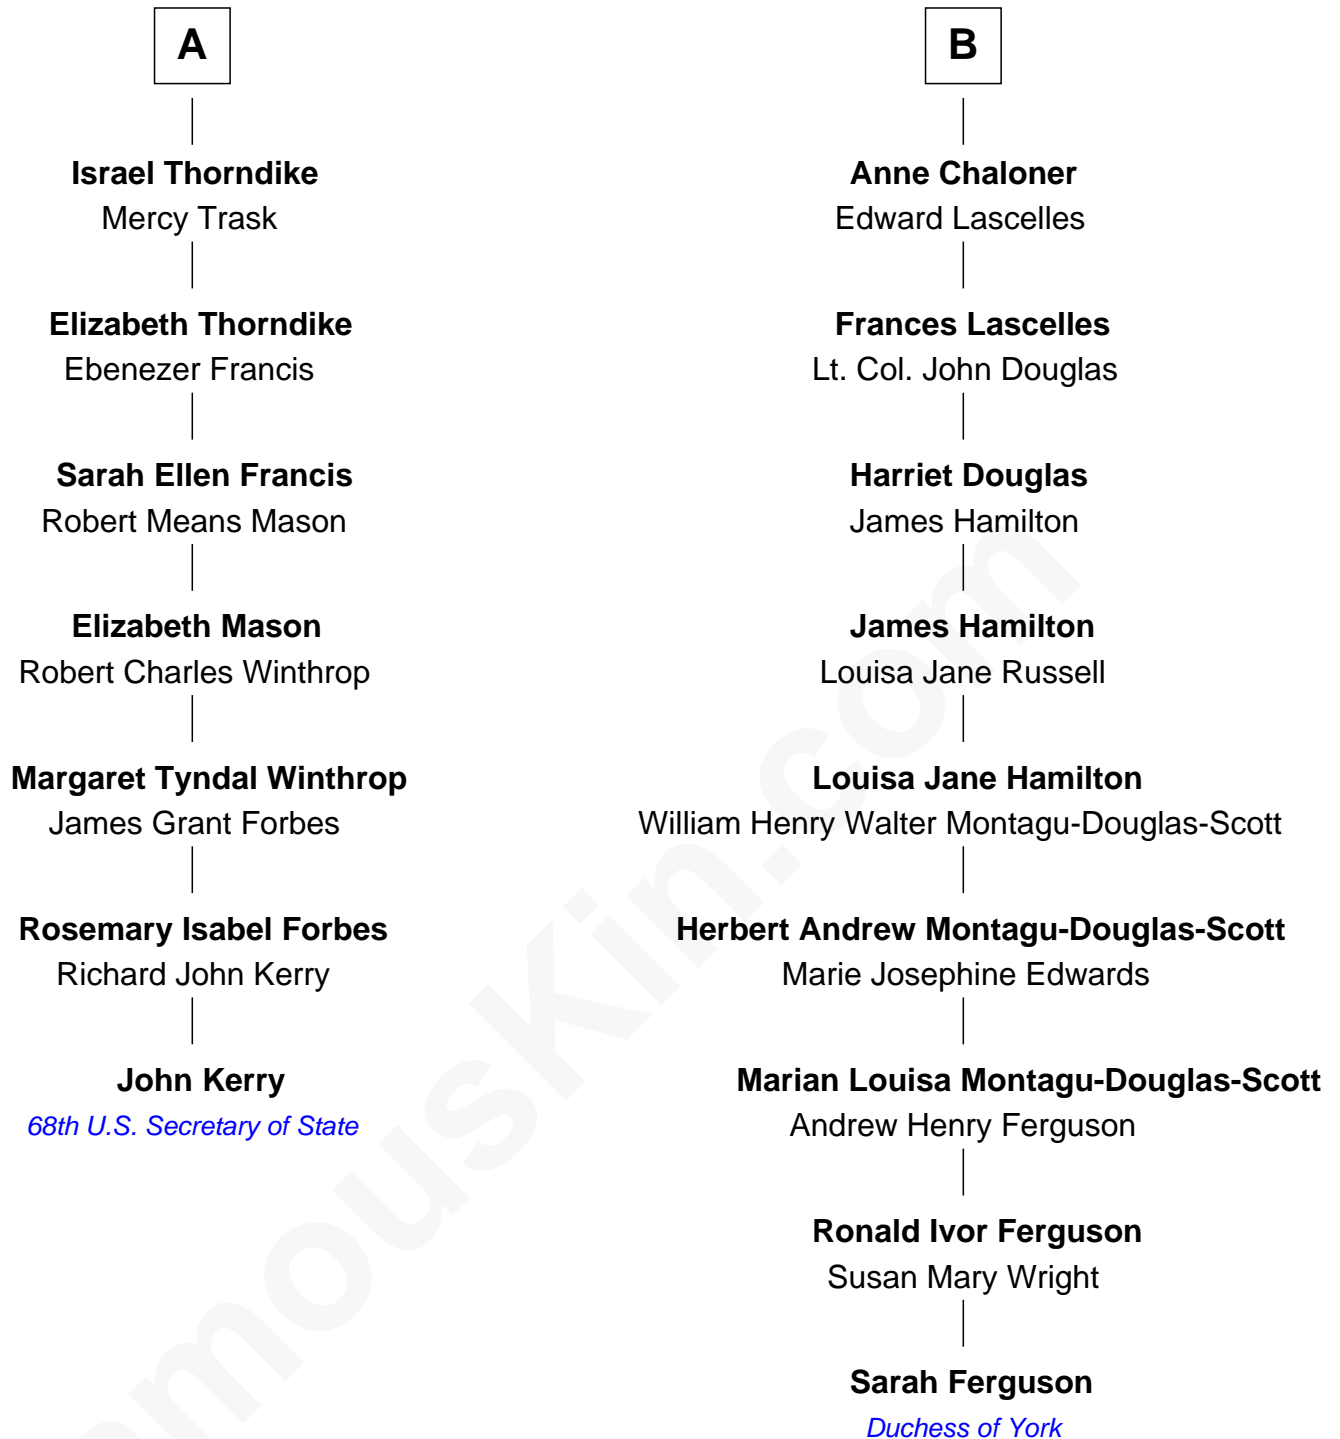 A
Israel Thorndike
Mercy Trask
Elizabeth Thorndike
Ebenezer Francis
Sarah Ellen Francis
Robert Means Mason
Elizabeth Mason
Robert Charles Winthrop
Margaret Tyndal Winthrop
James Grant Forbes
Rosemary Isabel Forbes
Richard John Kerry
John Kerry
68th U.S. Secretary of State
B
Anne Chaloner
Edward Lascelles
Frances Lascelles
Lt. Col. John Douglas
Harriet Douglas
James Hamilton
James Hamilton
Louisa Jane Russell
Louisa Jane Hamilton
William Henry Walter Montagu-Douglas-Scott
Herbert Andrew Montagu-Douglas-Scott
Marie Josephine Edwards
Marian Louisa Montagu-Douglas-Scott
Andrew Henry Ferguson
Ronald Ivor Ferguson
Susan Mary Wright
Sarah Ferguson
Duchess of York
amousKin.com